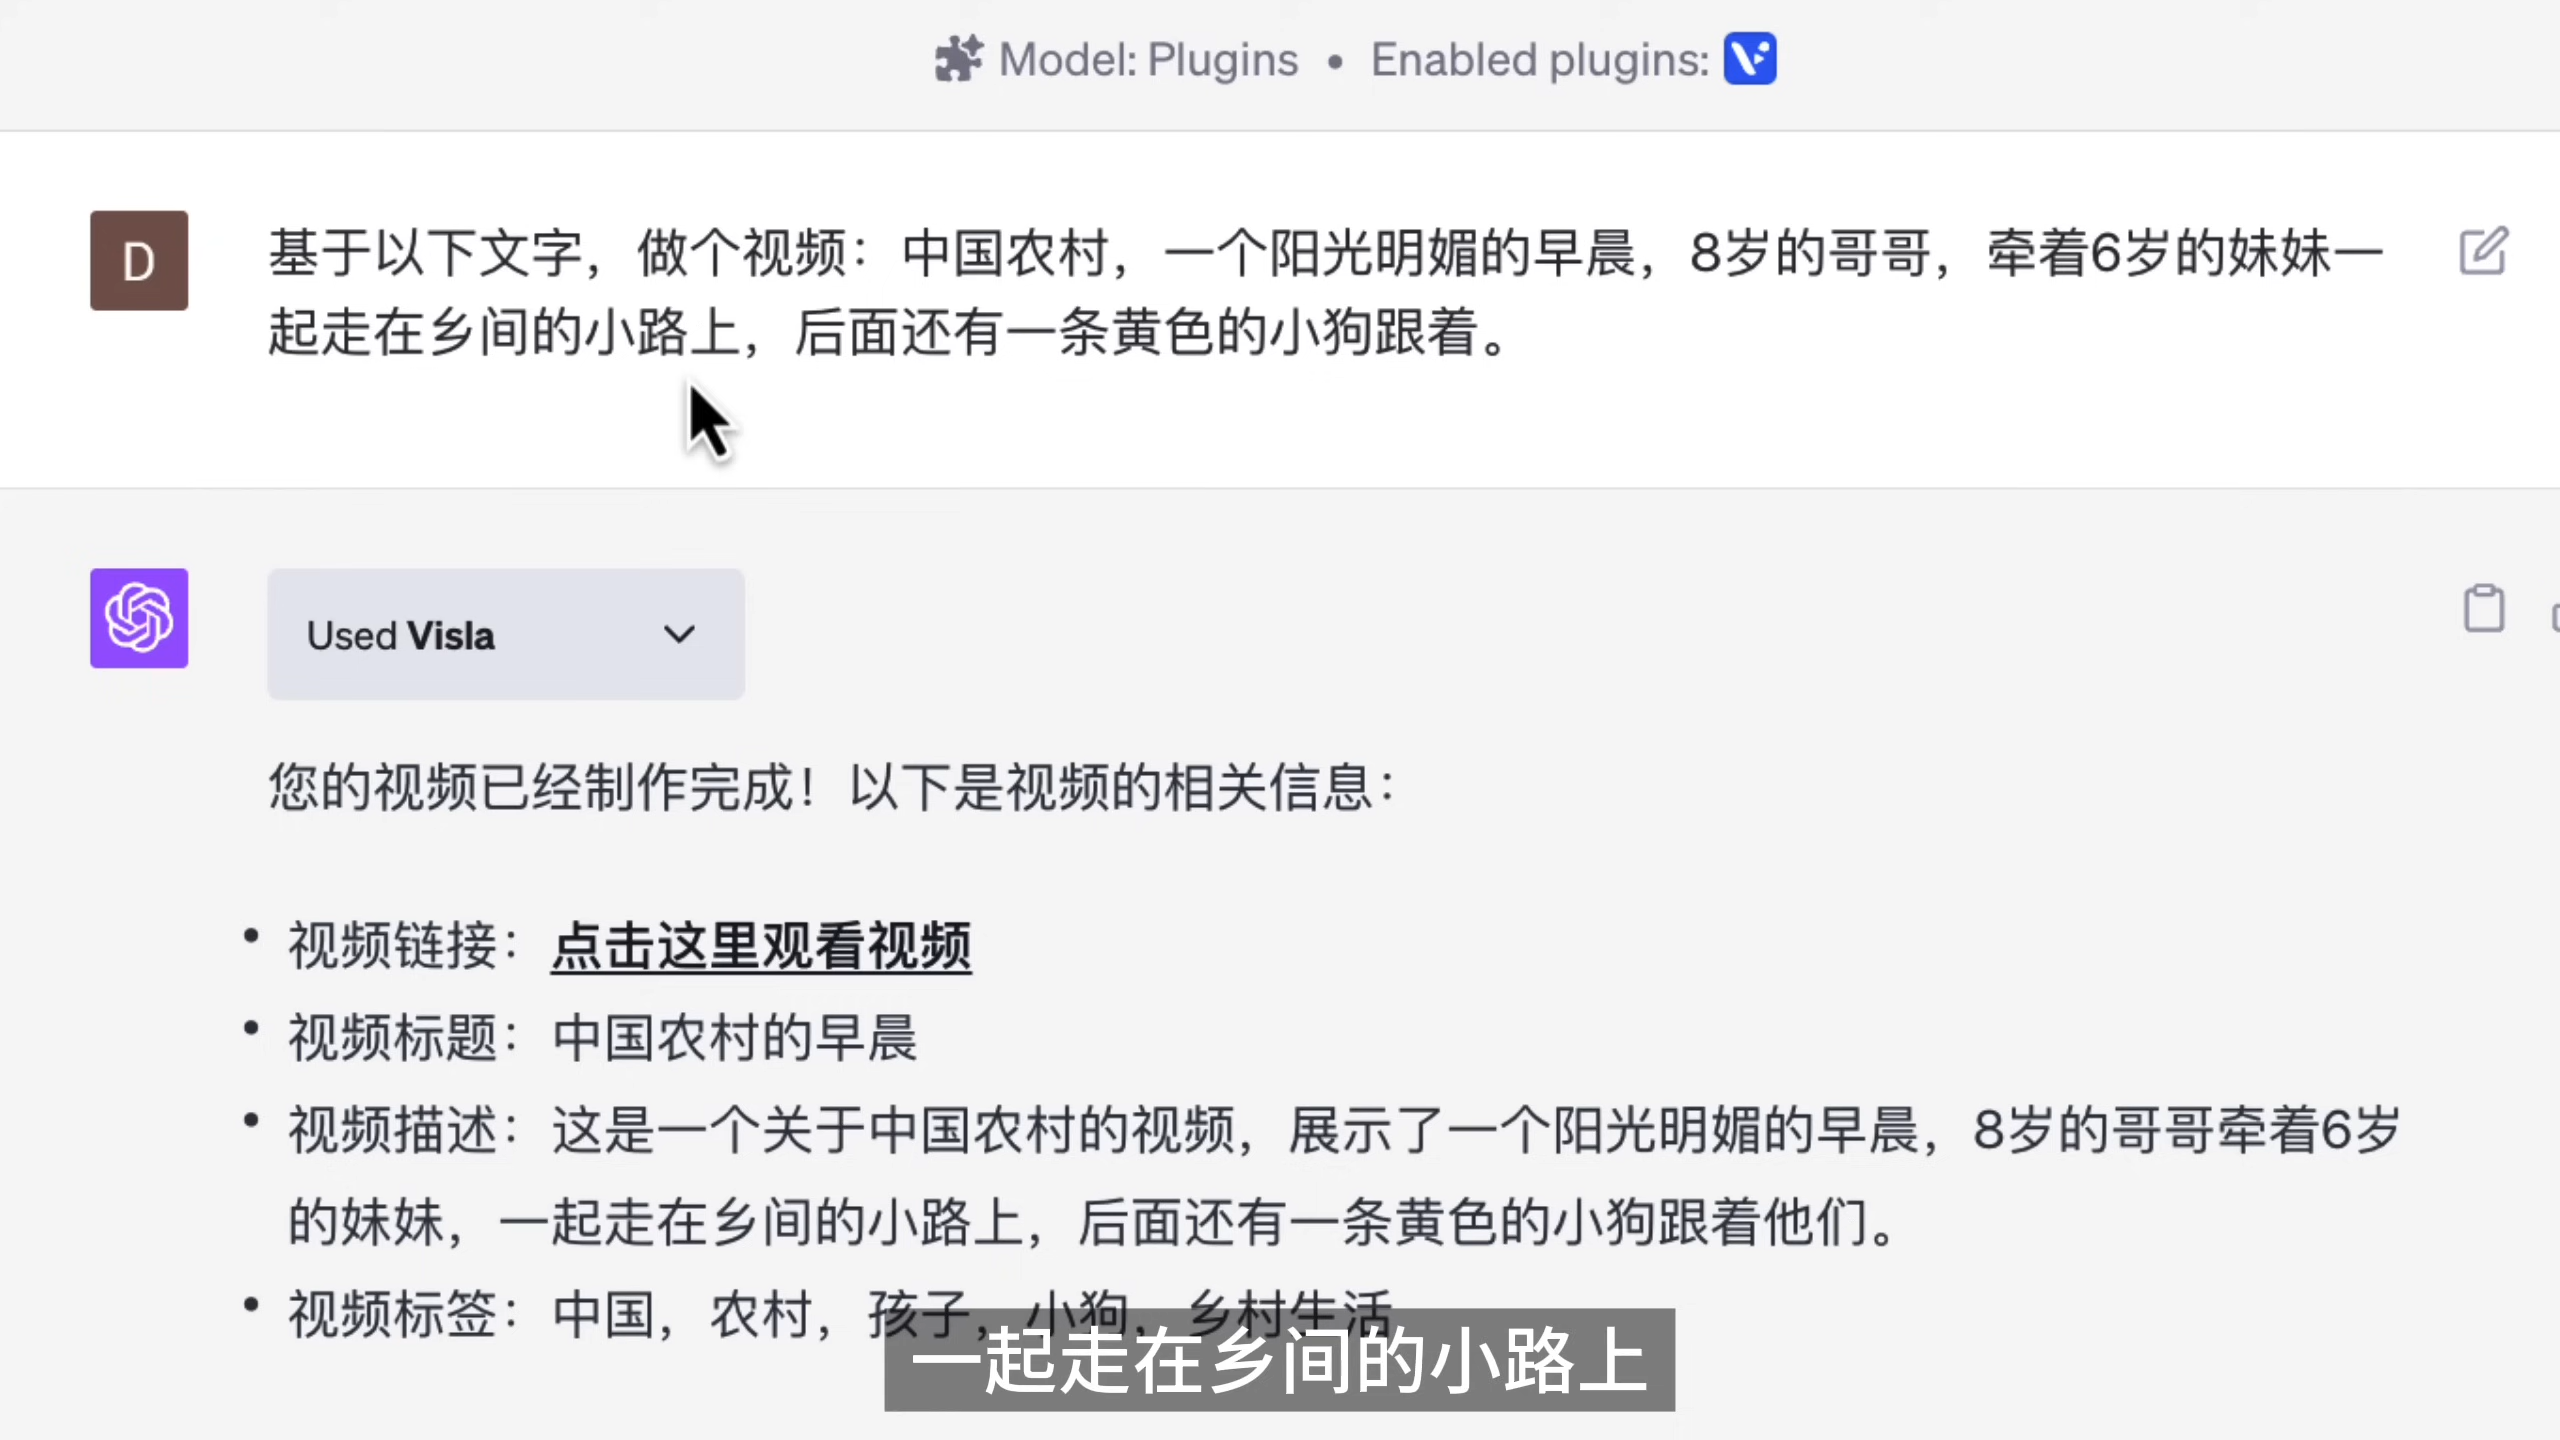 Model: Plugins • Enabled plugins:
D
基于以下文字，做个视频：中国农村，一个阳光明媚的早晨，8岁的哥哥，牵着6岁的妹妹一
起走在乡间的小路上，后面还有一条黄色的小狗跟着。
Used Visla
您的视频已经制作完成！以下是视频的相关信息：
• 视频链接：点击这里观看视频
• 视频标题：中国农村的早晨
• 视频描述：这是一个关于中国农村的视频，展示了一个阳光明媚的早晨，8岁的哥哥牵着6岁
的妹妹，一起走在乡间的小路上，后面还有一条黄色的小狗跟着他们。
• 视频标签：中国，农村，孩子，小狗，乡村生活
一起走在乡间的小路上